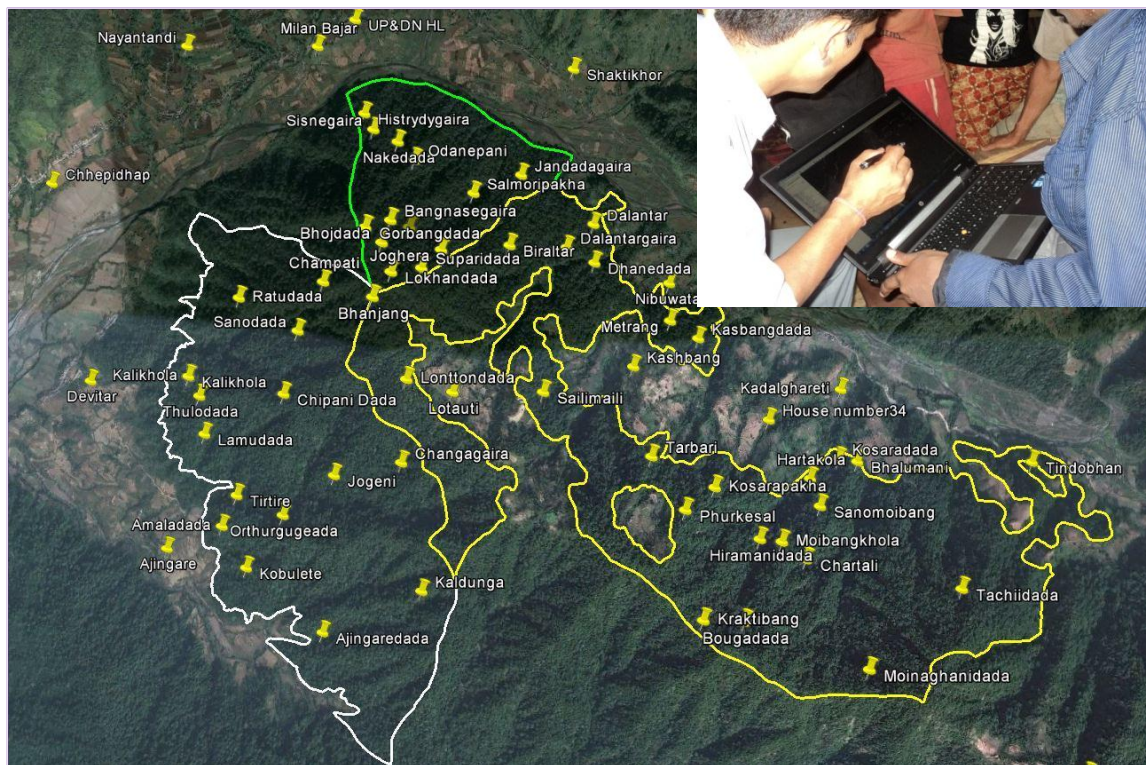 UP&DN HL
Milan Bajar
Nayantandi
Shaktikhor
Sisnegaira
Histrydygaira
Nakedada
Odanepani
Chhepidhap
Jandadagaira
Salmoripakha
Bangnasegaira
Bhojdada
Gorbangdada
Dalantar
Dalantargaira
Biraltar
Joghera
Suparidada
Champati
Lokhandada
Dhanedada
Ratudada
Bhanjang
Nibuwata
Sanodada
Metrang
Kasbangdada
Kashbang
Kalikhola
Kalikhola
Devitar
Thulodada
Chipani Dada
Lonttondada
Lotauti
Sailimaili
Kadalghareti
House number34
Lamudada
Changagaira
Tarbari
Hartakola
Kosaradada
Bhalumani
Tindobhan
Jogeni
Kosarapakha
Tirtire
Phurkesal
Sanomoibang
Amaladada
Orthurgugeada
Hiramanidada
Moibangkhola
Ajingare
Kobulete
Chartali
Kaldunga
Tachiidada
Kraktibang
Bougadada
Ajingaredada
Moinaghanidada